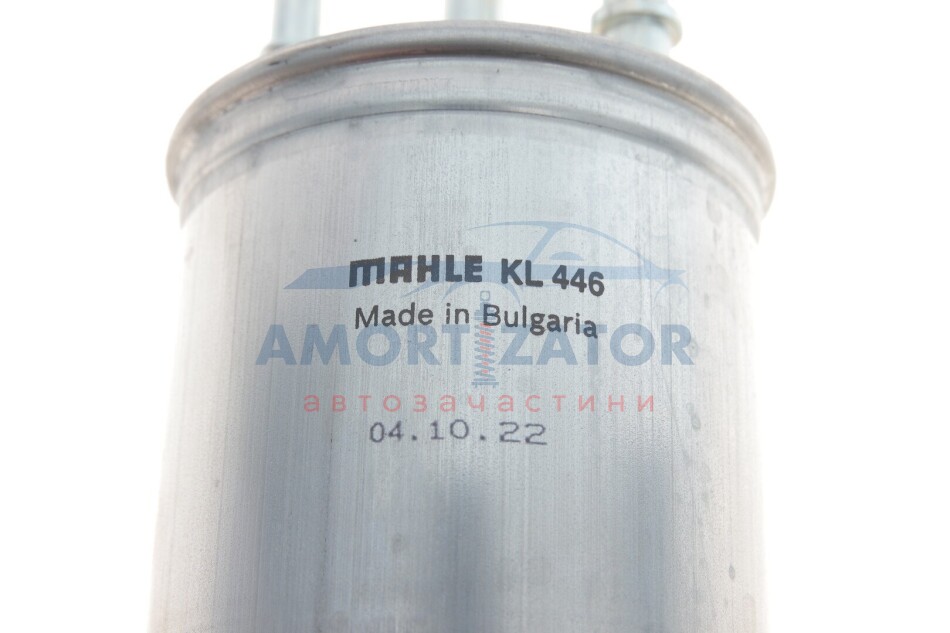 MAHLE KL 446
Made in Bulgaria
AMORTIZATOR
автозачастини
04.10.22